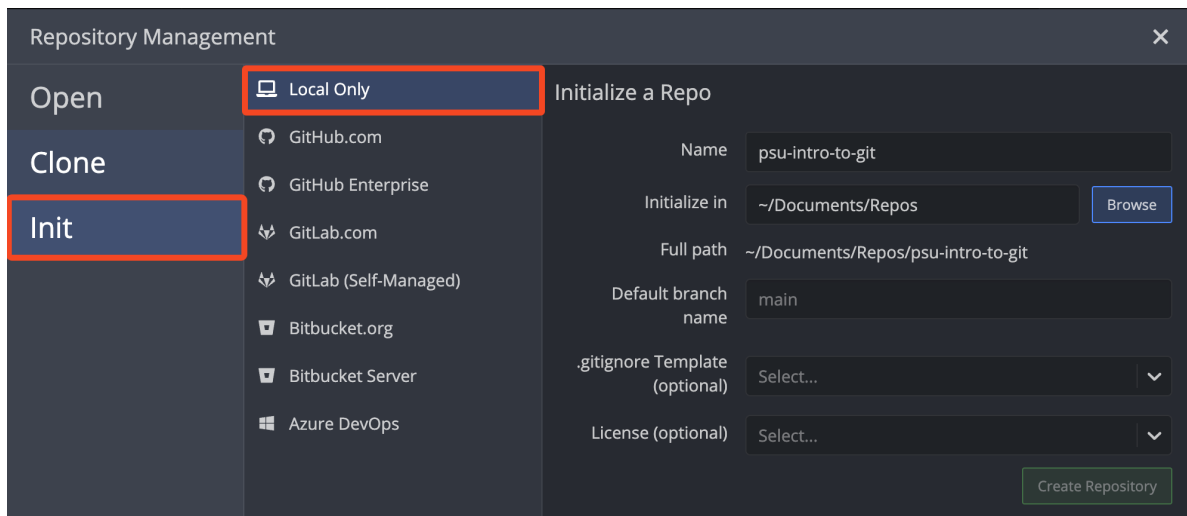 Repository Management
Open
Clone
Init
Local Only
GitHub.com
GitHub Enterprise
GitLab.com
GitLab (Self-Managed)
Bitbucket.org
Bitbucket Server
Azure DevOps
Initialize a Repo
Name
psu-intro-to-git
Initialize in
~/Documents/Repos
Browse
Full path
~/Documents/Repos/psu-intro-to-git
Default branch
name
main
.gitignore Template
(optional)
Select...
License (optional)
Select...
Create Repository